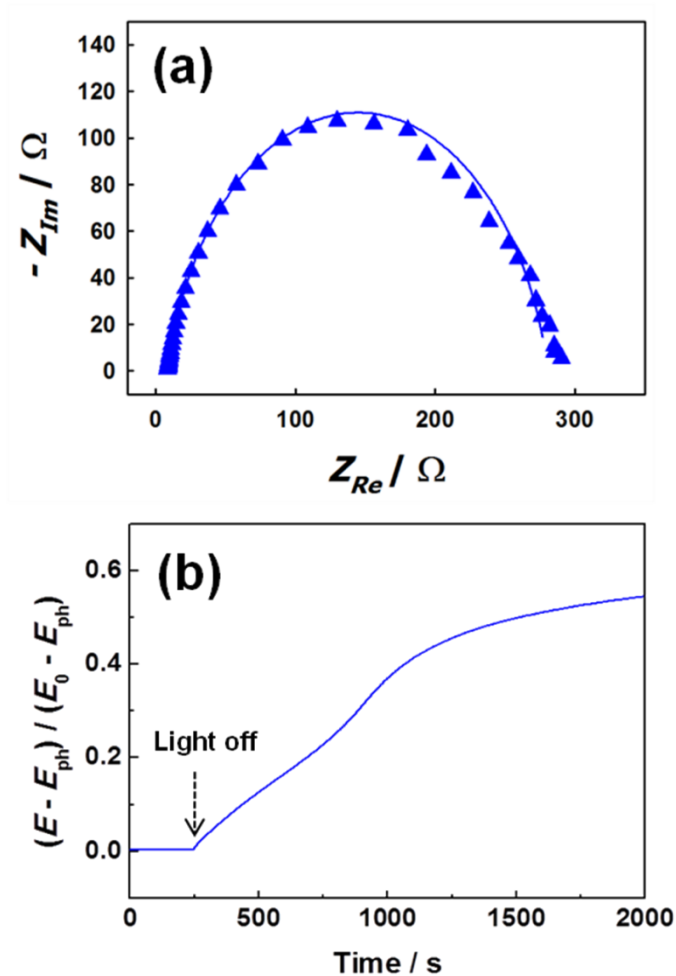 (a)
140
120
100
80
60
40
20
0
- Z_Im / Ω
0 100 200 300
Z_Re / Ω
(b)
0.6
0.4
0.2
0.0
(E - E_ph) / (E_0 - E_ph)
Light off
0 500 1000 1500 2000
Time / s